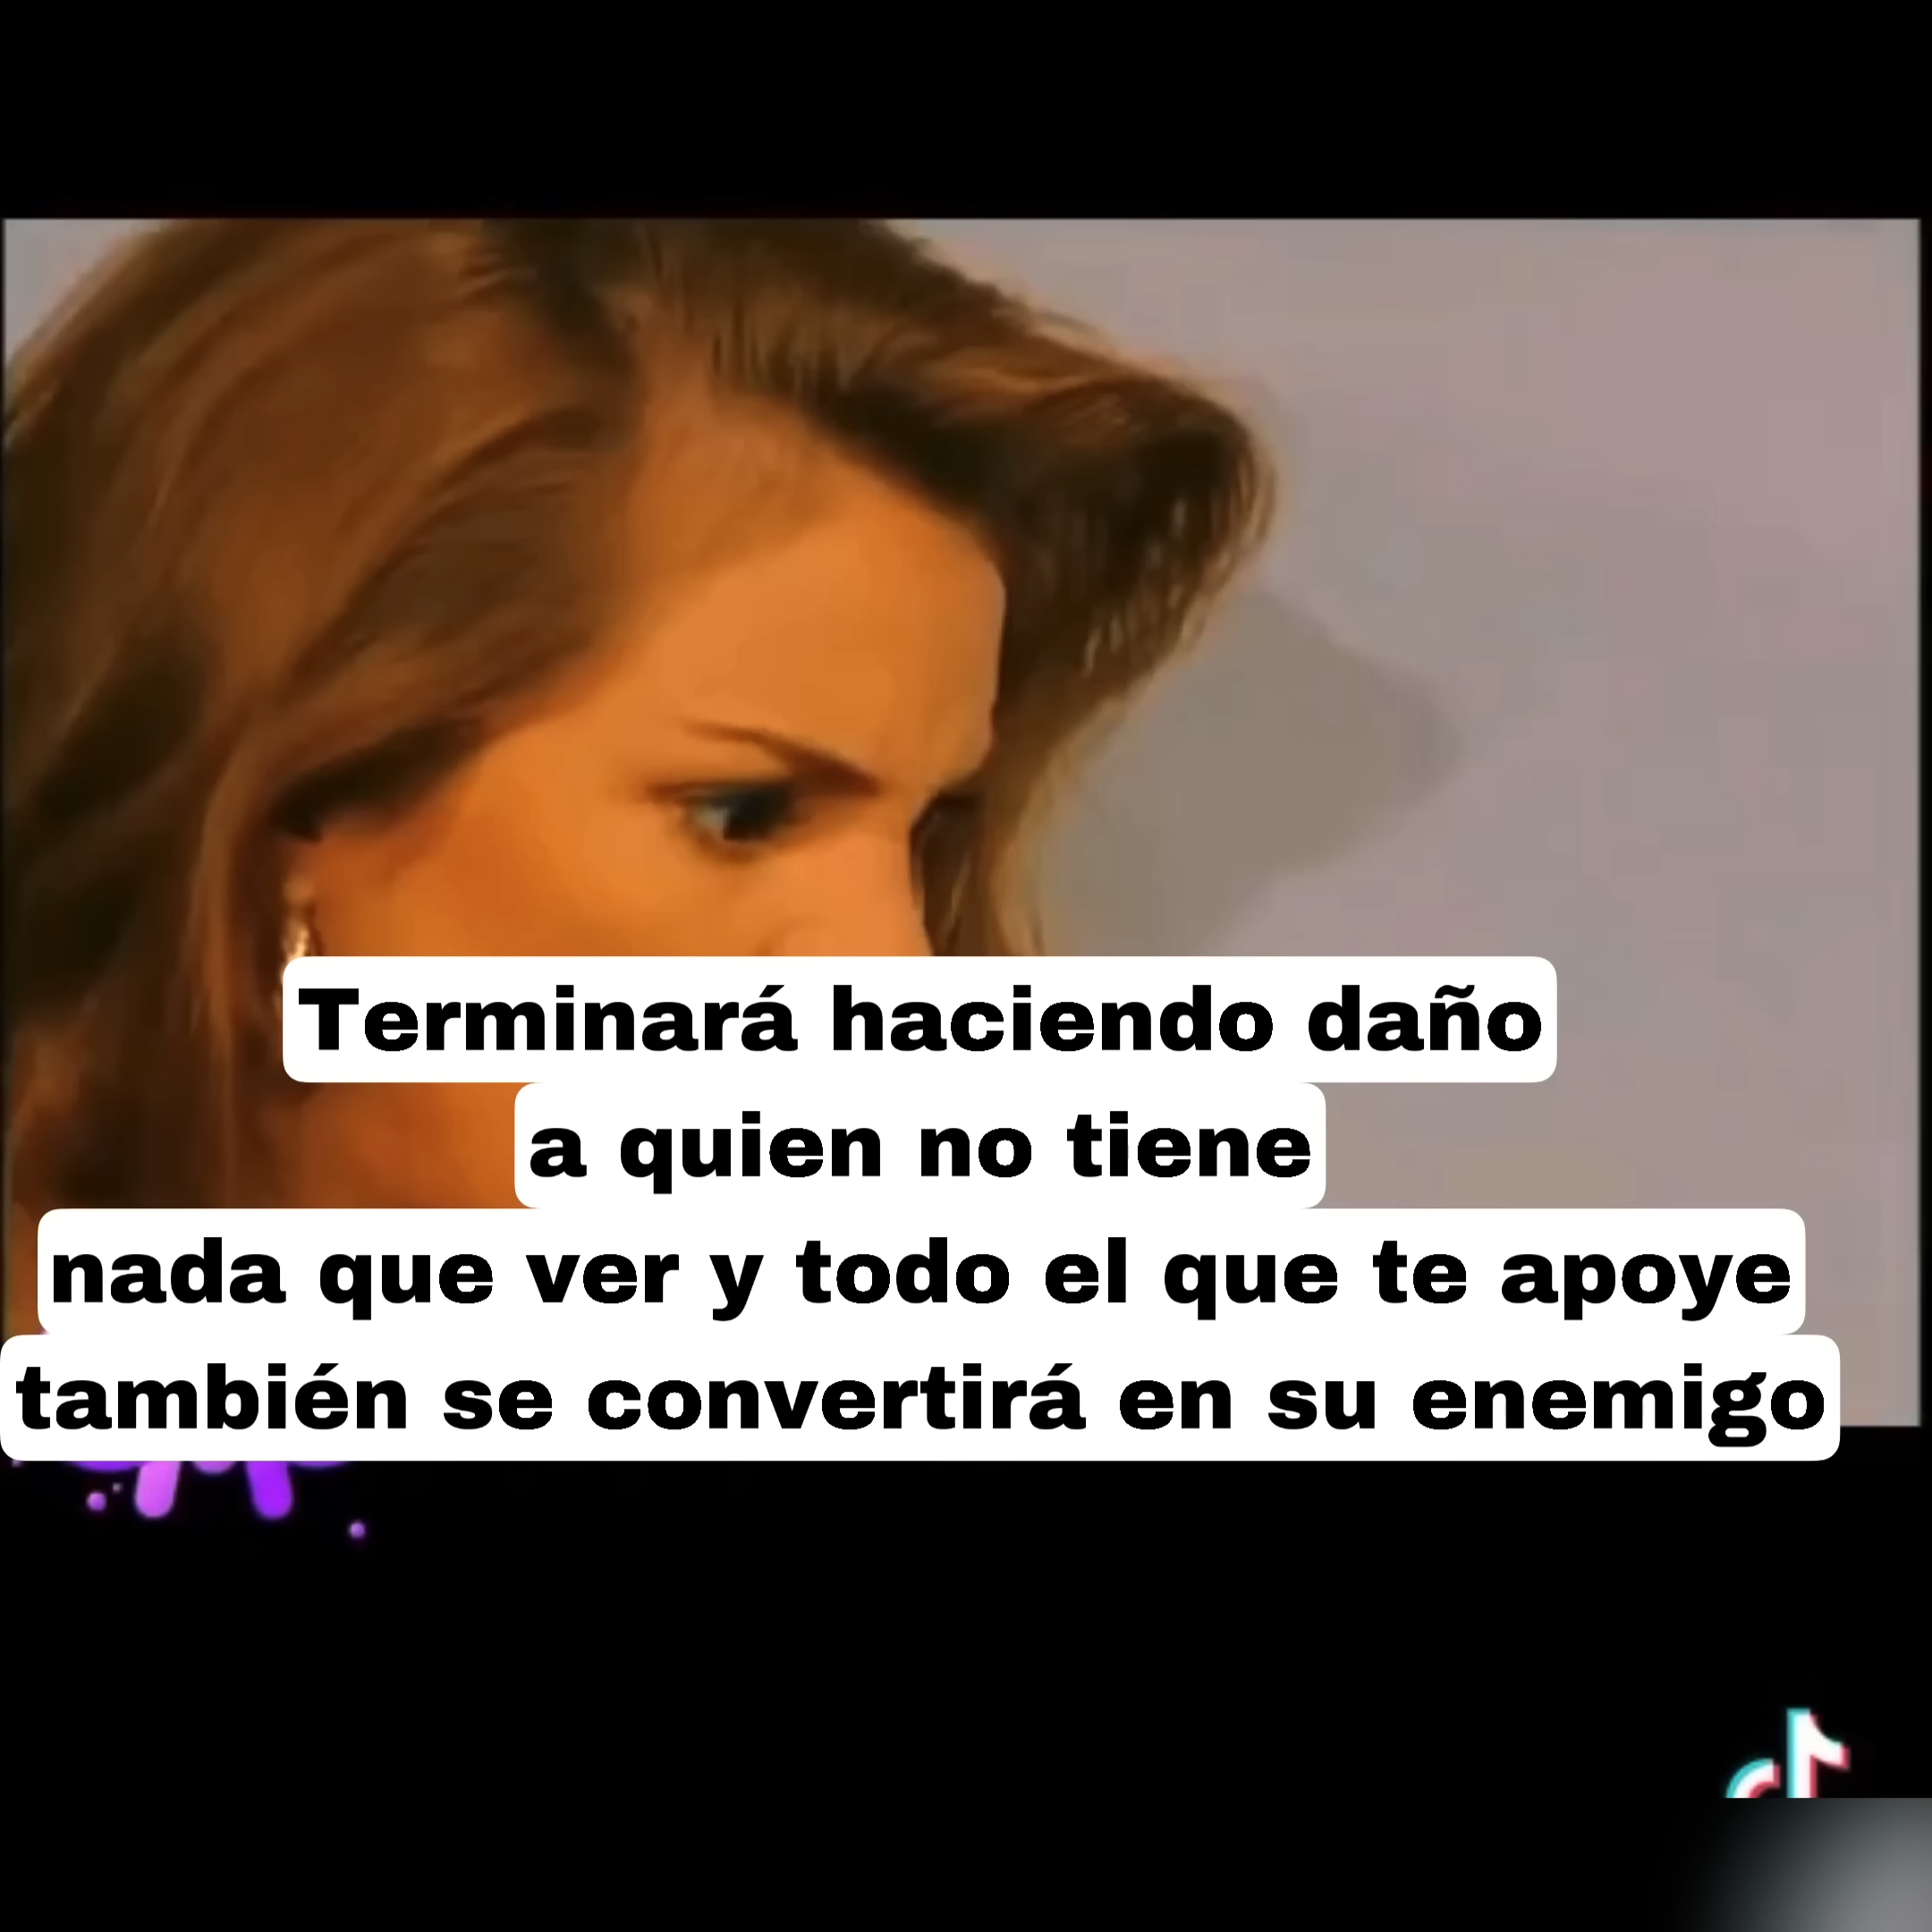 Terminará haciendo daño
a quien no tiene
nada que ver y todo el que te apoye
también se convertirá en su enemigo